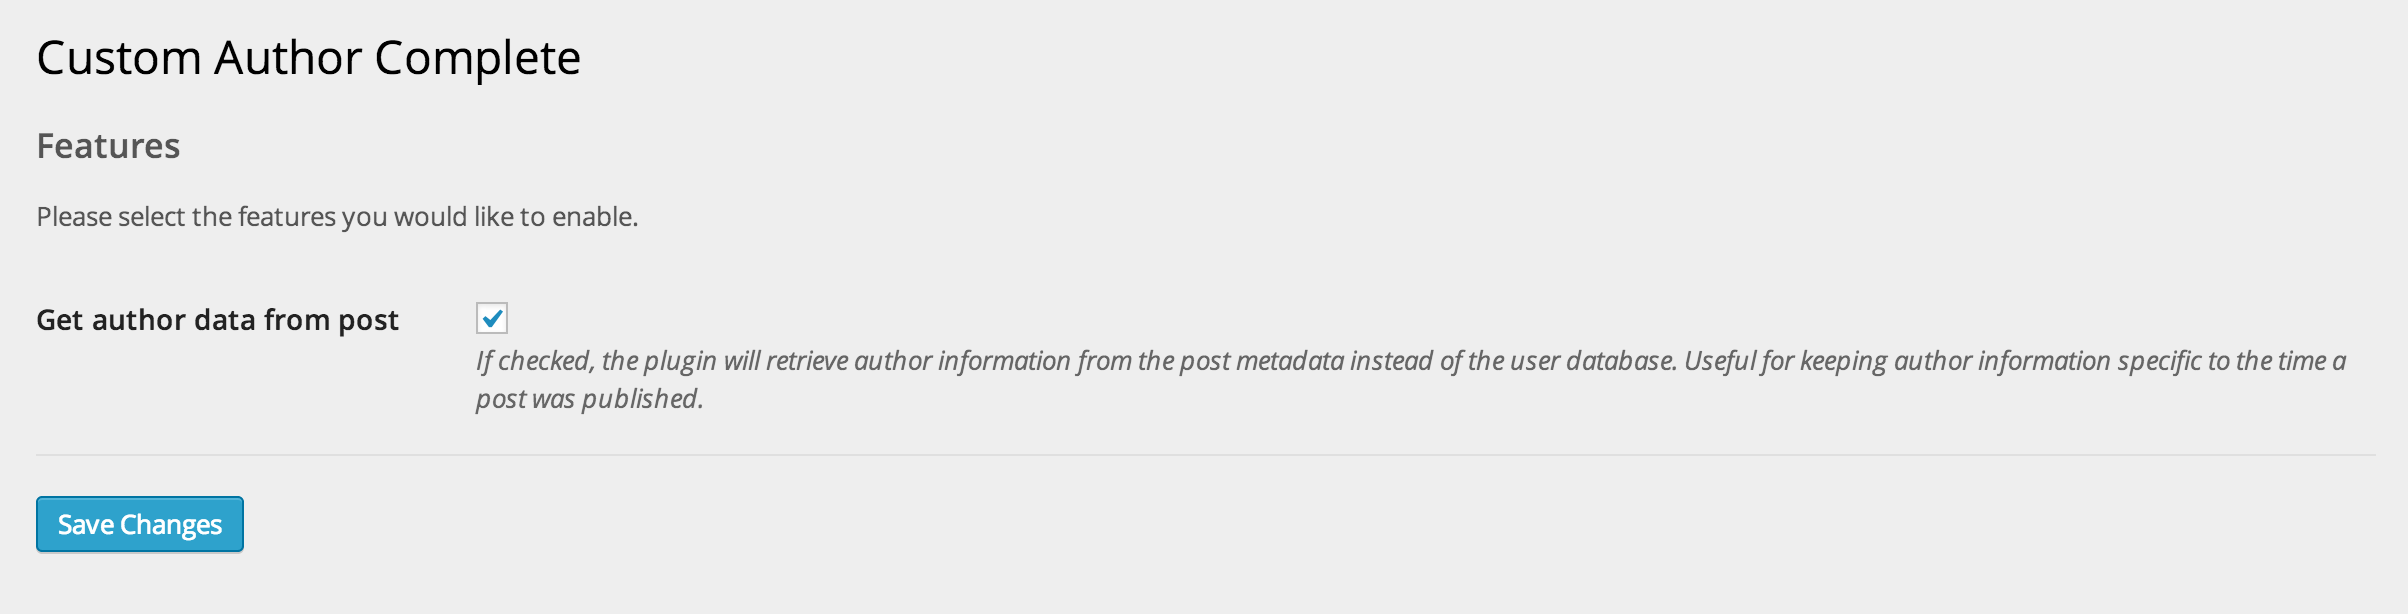 Custom Author Complete
Features
Please select the features you would like to enable.
Get author data from post
If checked, the plugin will retrieve author information from the post metadata instead of the user database. Useful for keeping author information specific to the time a
post was published.
Save Changes